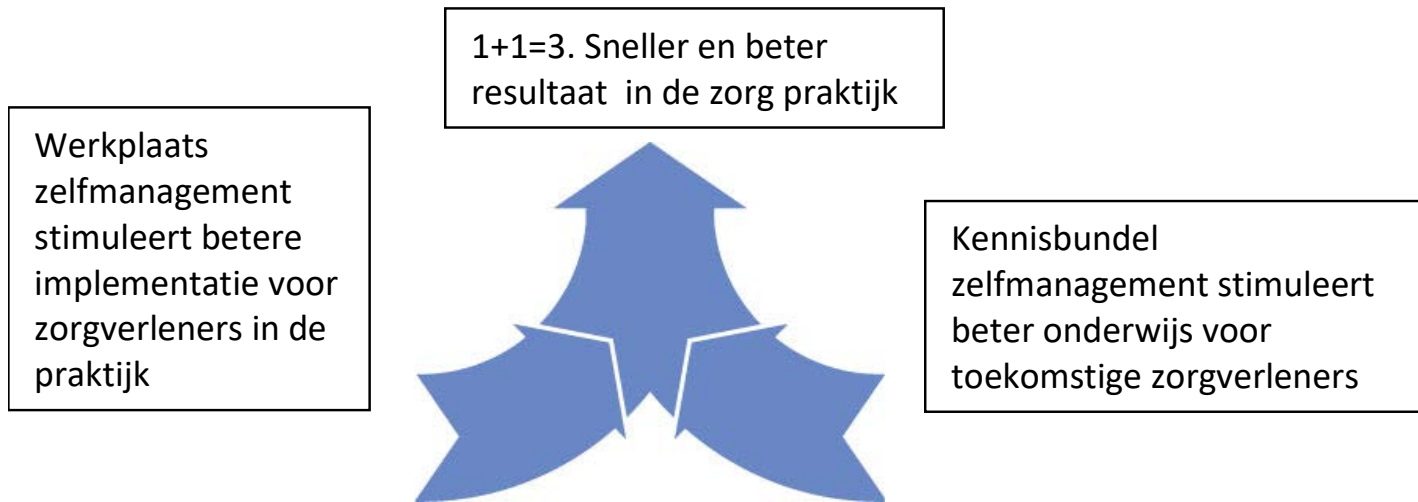 1+1=3. Sneller en beter
resultaat  in de zorg praktijk
Werkplaats
zelfmanagement
stimuleert betere
implementatie voor
zorgverleners in de
praktijk
Kennisbundel
zelfmanagement stimuleert
beter onderwijs voor
toekomstige zorgverleners